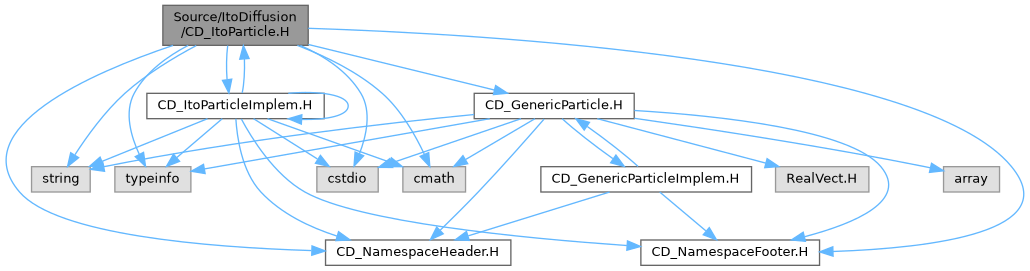 Source/ItoDiffusion
/CD_ItoParticle.H
CD_ItoParticleImplem.H
CD_GenericParticle.H
string
typeinfo
cstdio
cmath
CD_GenericParticleImplem.H
RealVect.H
array
CD_NamespaceHeader.H
CD_NamespaceFooter.H